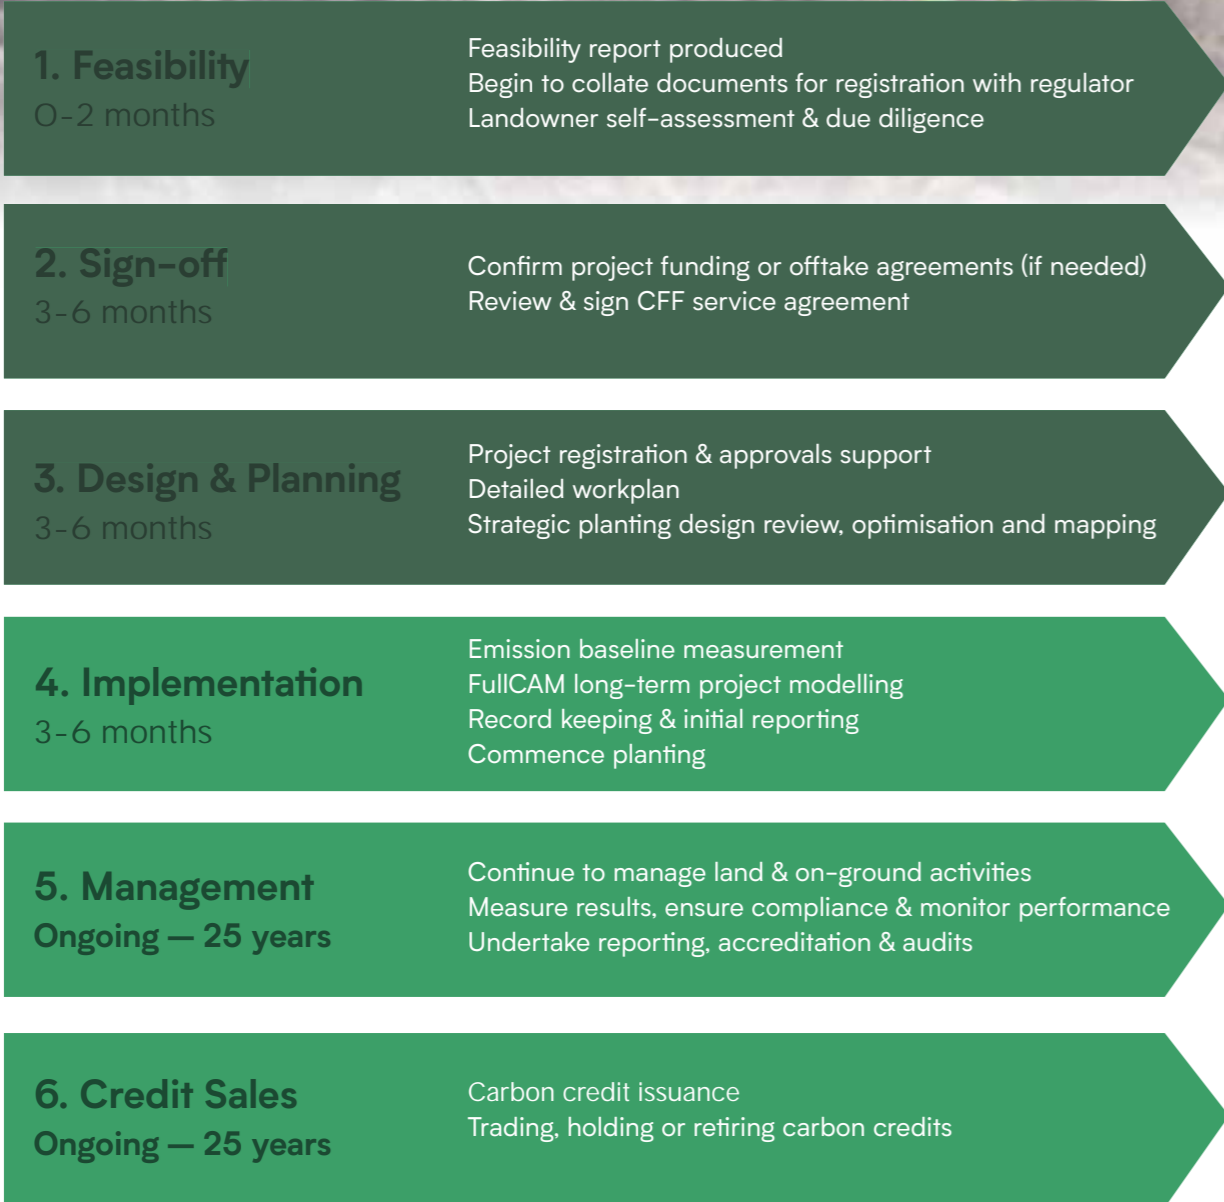 1. Feasibility
0-2 months
Feasibility report produced
Begin to collate documents for registration with regulator
Landowner self-assessment & due diligence
2. Sign-off
3-6 months
Confirm project funding or offtake agreements (if needed)
Review & sign CFF service agreement
3. Design & Planning
3-6 months
Project registration & approvals support
Detailed workplan
Strategic planting design review, optimisation and mapping
4. Implementation
3-6 months
Emission baseline measurement
FullCAM long-term project modelling
Record keeping & initial reporting
Commence planting
5. Management
Ongoing — 25 years
Continue to manage land & on-ground activities
Measure results, ensure compliance & monitor performance
Undertake reporting, accreditation & audits
6. Credit Sales
Ongoing — 25 years
Carbon credit issuance
Trading, holding or retiring carbon credits